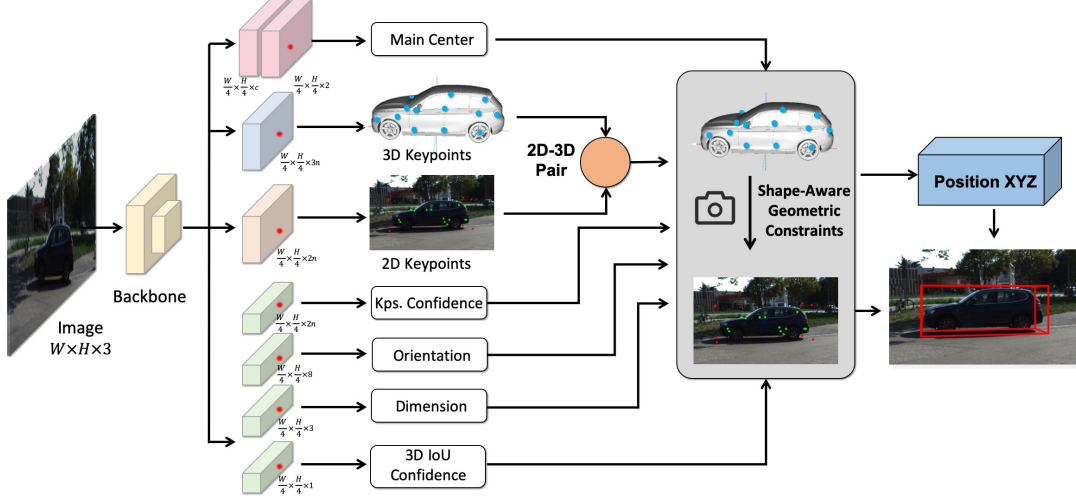 Main Center
W/4 × H/4 × c
W/4 × H/4 × 2
W/4 × H/4 × 3n
3D Keypoints
2D-3D
Pair
W/4 × H/4 × 2n
2D Keypoints
Backbone
Image
W×H×3
Kps. Confidence
W/4 × H/4 × 2n
Orientation
W/4 × H/4 × 8
Dimension
W/4 × H/4 × 3
3D IoU
Confidence
W/4 × H/4 × 1
Shape-Aware
Geometric
Constraints
Position XYZ